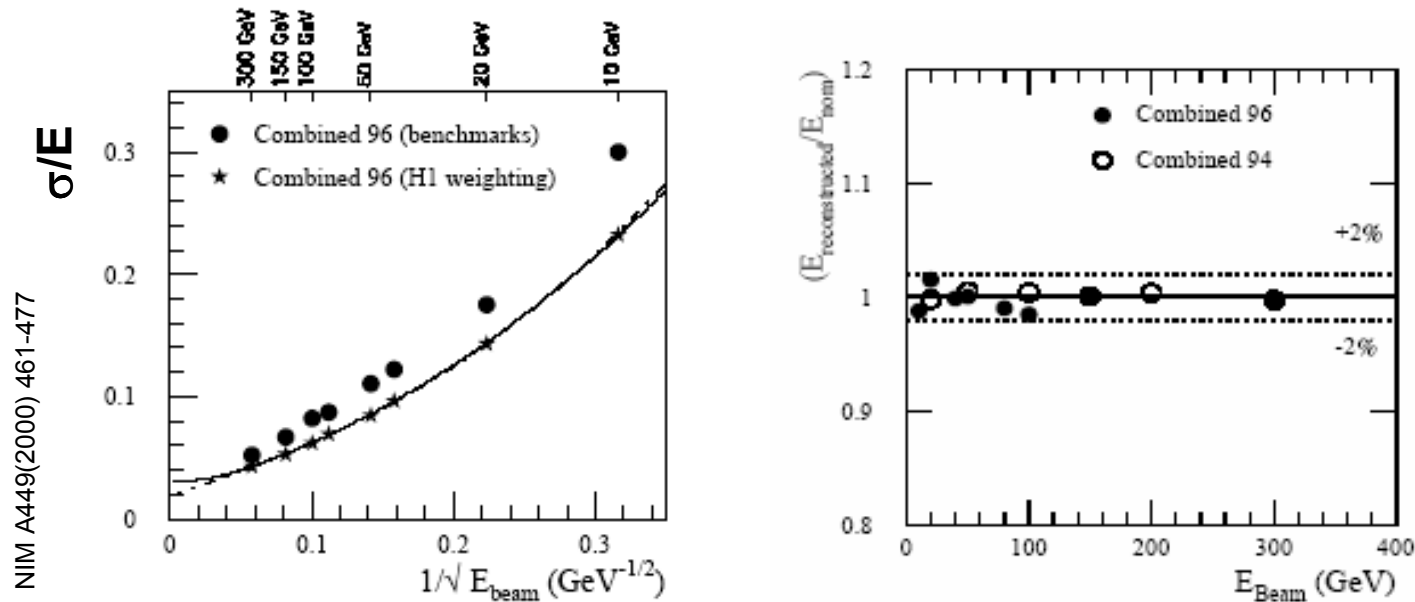 300 GeV
150 GeV
100 GeV
50 GeV
20 GeV
10 GeV
σ/E
● Combined 96 (benchmarks)
★ Combined 96 (H1 weighting)
0.3
0.2
0.1
0
0 0.1 0.2 0.3
1/√ E_beam (GeV^-1/2)
NIM A449(2000) 461-477
(E_reconstructed/E_nom)
1.2
● Combined 96
○ Combined 94
1.1
+2%
1
-2%
0.9
0.8
0 100 200 300 400
E_Beam (GeV)